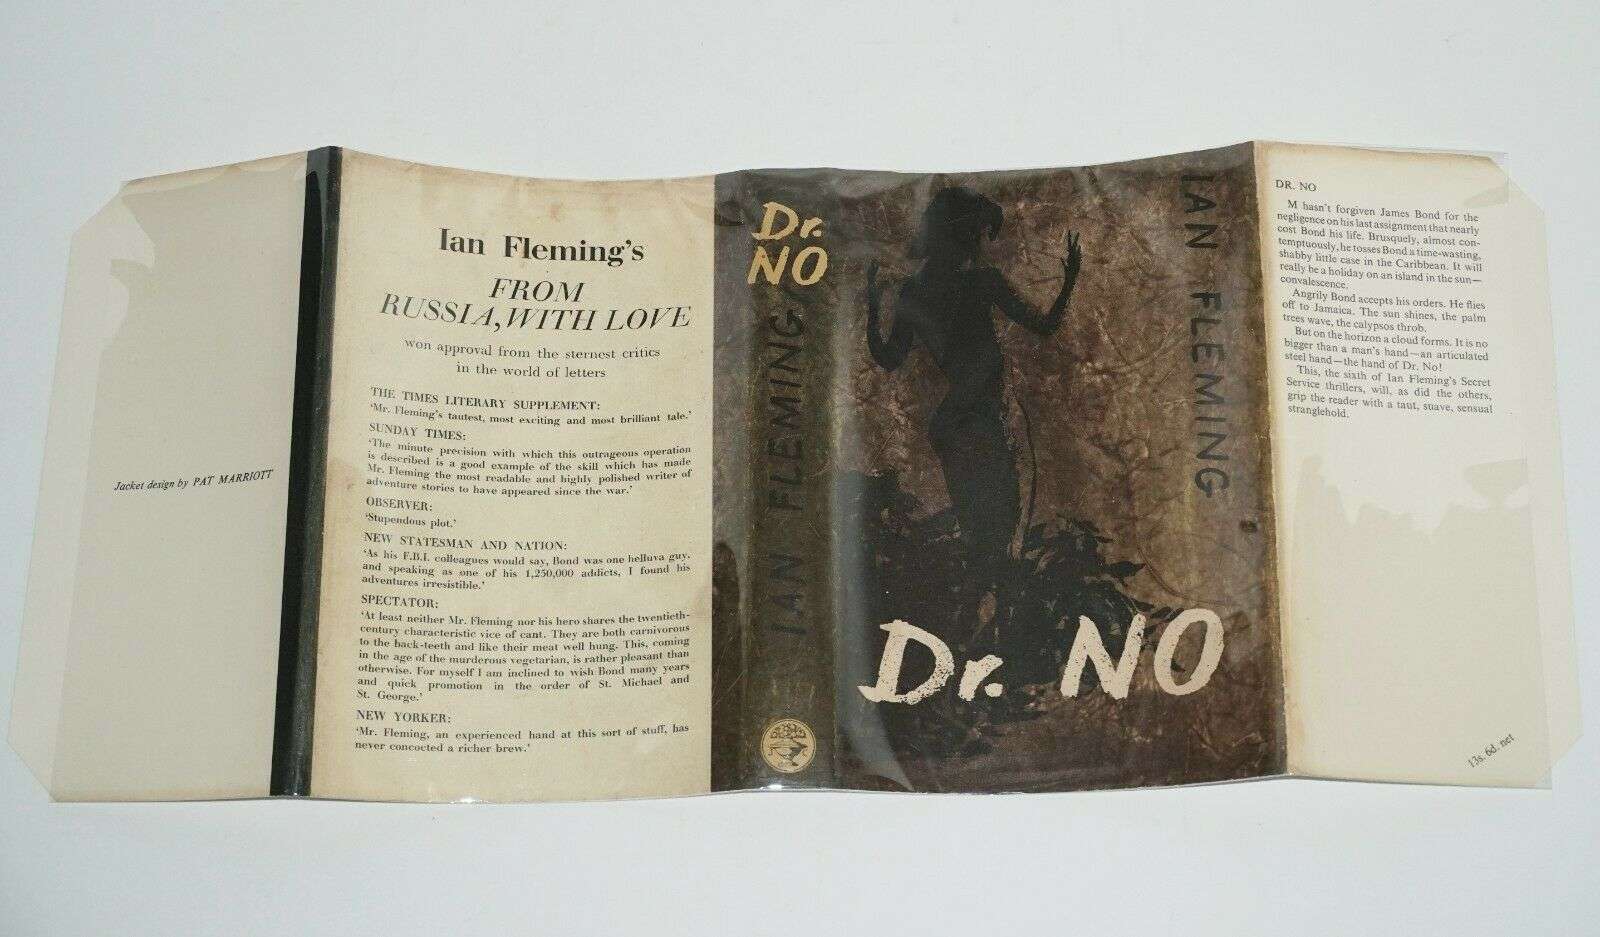 Jacket design by PAT MARRIOTT
Ian Fleming's
FROM
RUSSIA, WITH LOVE
won approval from the sternest critics
in the world of letters
THE TIMES LITERARY SUPPLEMENT:
'Mr. Fleming's tautest, most exciting and most brilliant tale.'
SUNDAY TIMES:
'The minute precision with which this outrageous operation
is described is a good example of the skill which has made
Mr. Fleming the most readable and highly polished writer of
adventure stories to have appeared since the war.'
OBSERVER:
'Stupendous plot.'
NEW STATESMAN AND NATION:
'As his F.B.I. colleagues would say, Bond was one helluva guy,
and speaking as one of his 1,250,000 addicts, I found his
adventures irresistible.'
SPECTATOR:
'At least neither Mr. Fleming nor his hero shares the twentieth-
century characteristic vice of cant. They are both carnivorous
to the back-teeth and like their meat well hung. This, coming
in the age of the murderous vegetarian, is rather pleasant than
otherwise. For myself I am inclined to wish Bond many years
and quick promotion in the order of St. Michael and
St. George.'
NEW YORKER:
'Mr. Fleming, an experienced hand at this sort of stuff, has
never concocted a richer brew.'
Dr.
NO
IAN FLEMING
IAN FLEMING
Dr. NO
DR. NO
M hasn't forgiven James Bond for the
negligence on his last assignment that nearly
cost Bond his life. Brusquely, almost con-
temptuously, he tosses Bond a time-wasting,
shabby little case in the Caribbean. It will
really be a holiday on an island in the sun—
convalescence.
Angrily Bond accepts his orders. He flies
off to Jamaica. The sun shines, the palm
trees wave, the calypsos throb.
But on the horizon a cloud forms. It is no
bigger than a man's hand—an articulated
steel hand—the hand of Dr. No!
This, the sixth of Ian Fleming's Secret
Service thrillers, will, as did the others,
grip the reader with a taut, suave, sensual
stranglehold.
13s. 6d. net